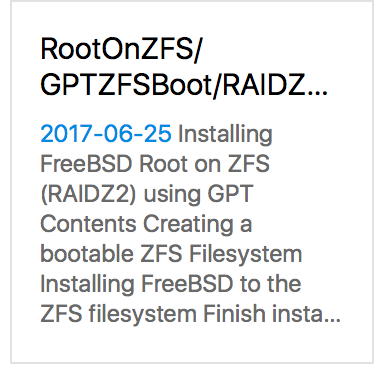 RootOnZFS/
GPTZFSBoot/RAIDZ...
2017-06-25 Installing
FreeBSD Root on ZFS
(RAIDZ2) using GPT
Contents Creating a
bootable ZFS Filesystem
Installing FreeBSD to the
ZFS filesystem Finish insta...